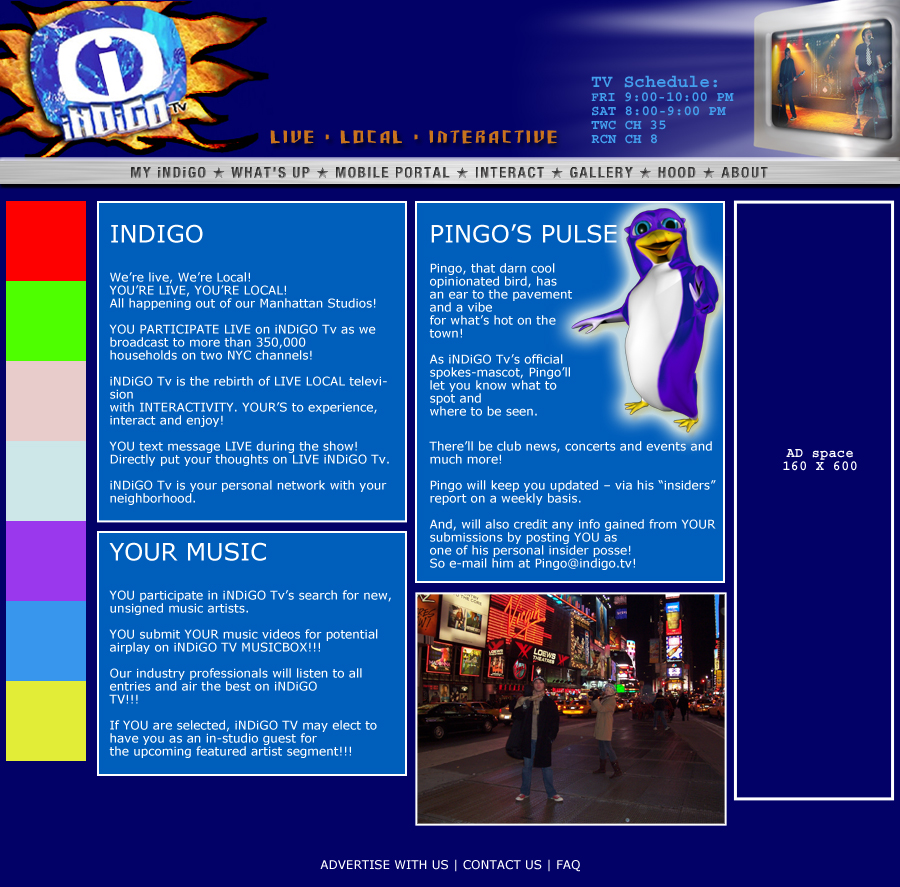 iNDiGO Tv
LIVE · LOCAL · INTERACTIVE
TV Schedule:
FRI 9:00-10:00 PM
SAT 8:00-9:00 PM
TWC CH 35
RCN CH 8
MY iNDiGO ★ WHAT'S UP ★ MOBILE PORTAL ★ INTERACT ★ GALLERY ★ HOOD ★ ABOUT
INDIGO
We're live, We're Local!
YOU'RE LIVE, YOU'RE LOCAL!
All happening out of our Manhattan Studios!
YOU PARTICIPATE LIVE on iNDiGO Tv as we
broadcast to more than 350,000
households on two NYC channels!
iNDiGO Tv is the rebirth of LIVE LOCAL televi-
sion
with INTERACTIVITY. YOUR'S to experience,
interact and enjoy!
YOU text message LIVE during the show!
Directly put your thoughts on LIVE iNDiGO Tv.
iNDiGO Tv is your personal network with your
neighborhood.
YOUR MUSIC
YOU participate in iNDiGO Tv's search for new,
unsigned music artists.
YOU submit YOUR music videos for potential
airplay on iNDiGO TV MUSICBOX!!!
Our industry professionals will listen to all
entries and air the best on iNDiGO
TV!!!
If YOU are selected, iNDiGO TV may elect to
have you as an in-studio guest for
the upcoming featured artist segment!!!
PINGO'S PULSE
Pingo, that darn cool
opinionated bird, has
an ear to the pavement
and a vibe
for what's hot on the
town!
As iNDiGO Tv's official
spokes-mascot, Pingo'll
let you know what to
spot and
where to be seen.
There'll be club news, concerts and events and
much more!
Pingo will keep you updated – via his “insiders”
report on a weekly basis.
And, will also credit any info gained from YOUR
submissions by posting YOU as
one of his personal insider posse!
So e-mail him at Pingo@indigo.tv!
Virgin
LOEWS
THEATRES
AD space
160 X 600
ADVERTISE WITH US | CONTACT US | FAQ